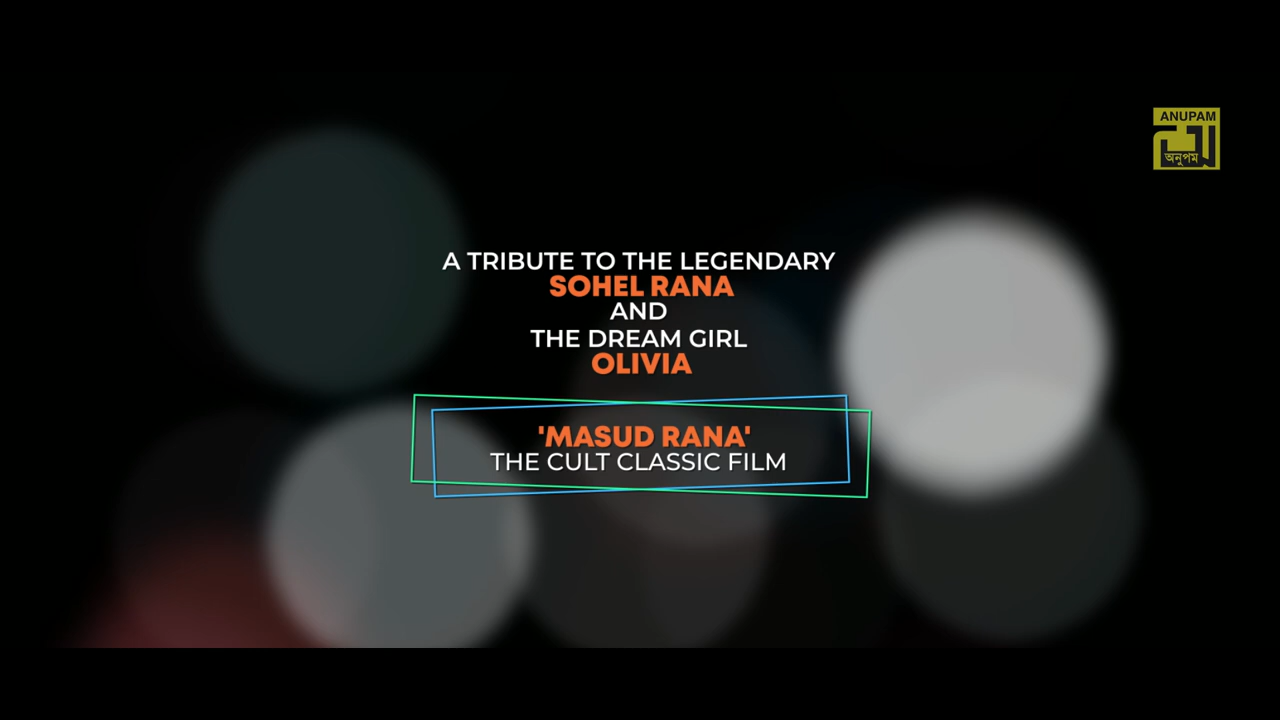 ANUPAM
অনুপম
A TRIBUTE TO THE LEGENDARY
SOHEL RANA
AND
THE DREAM GIRL
OLIVIA
'MASUD RANA'
THE CULT CLASSIC FILM